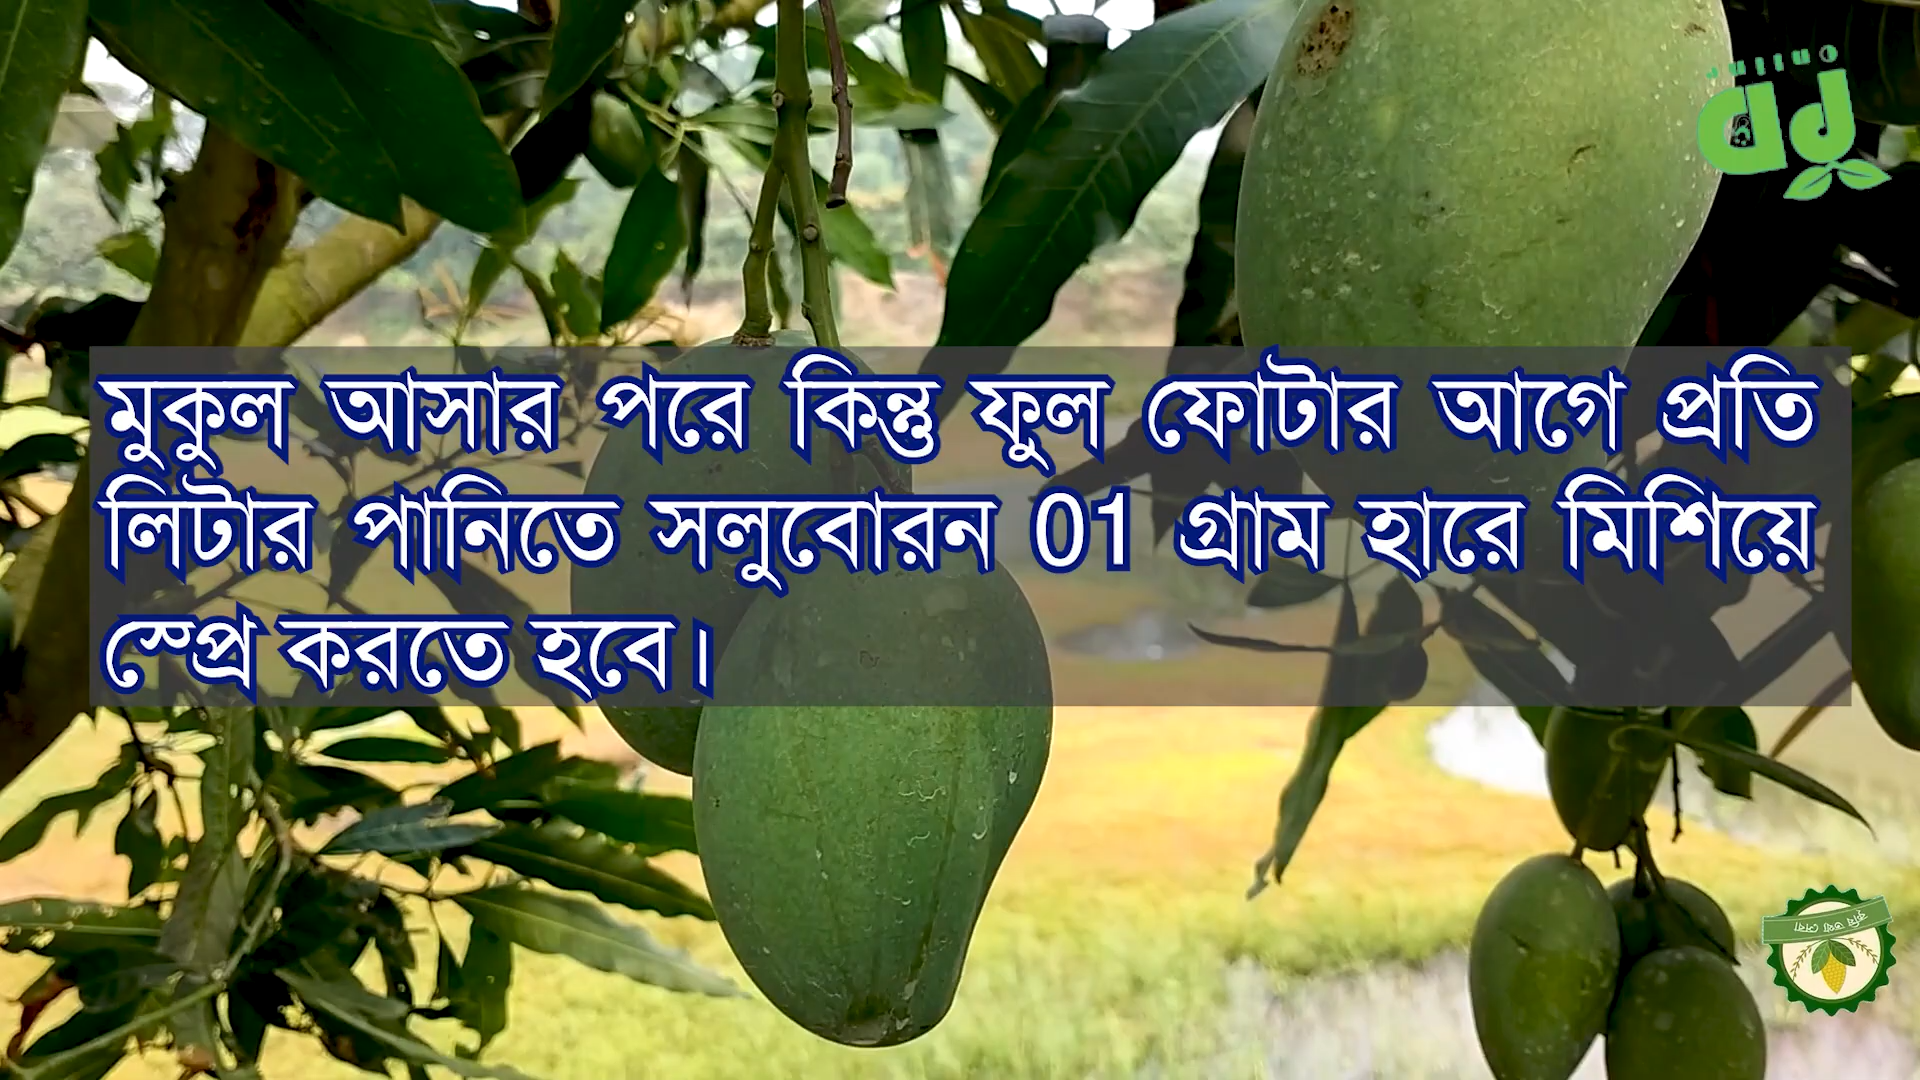 মুকুল আসার পরে কিন্তু ফুল ফোটার আগে প্রতি
লিটার পানিতে সলুবোরন 01 গ্রাম হারে মিশিয়ে
স্প্রে করতে হবে।